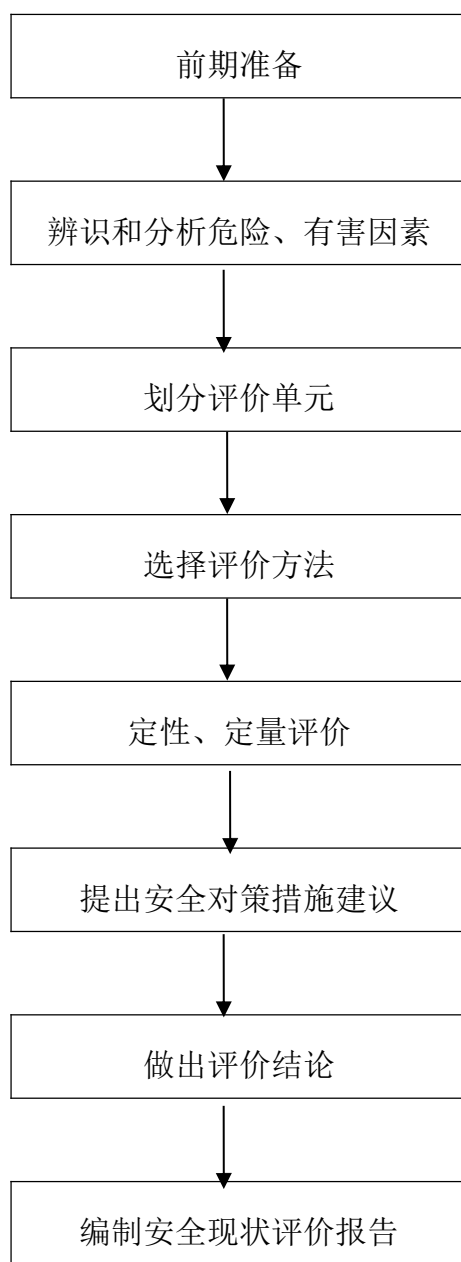 前期准备
辨识和分析危险、有害因素
划分评价单元
选择评价方法
定性、定量评价
提出安全对策措施建议
做出评价结论
编制安全现状评价报告